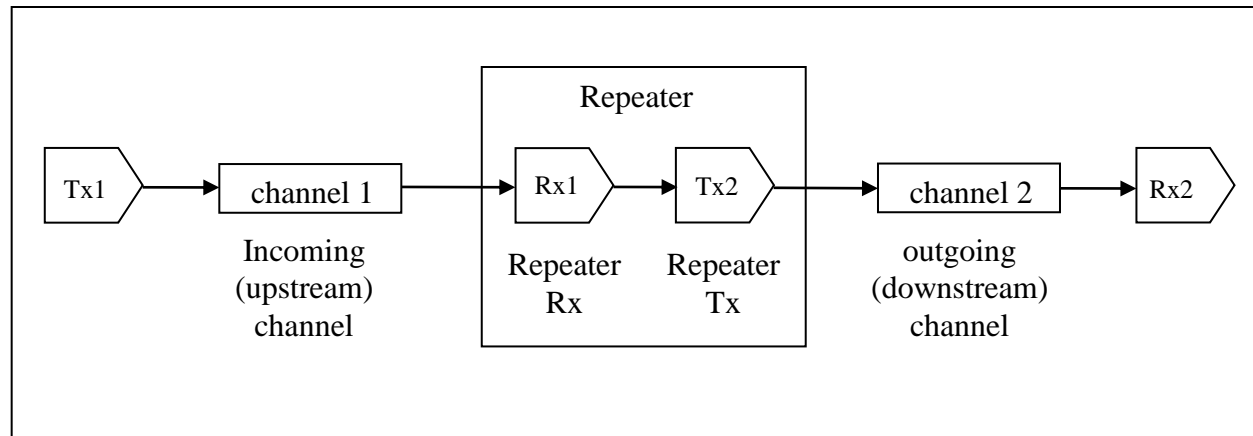 Repeater
Tx1
channel 1
Rx1
Tx2
channel 2
Rx2
Incoming
(upstream)
channel
Repeater
Rx
Repeater
Tx
outgoing
(downstream)
channel